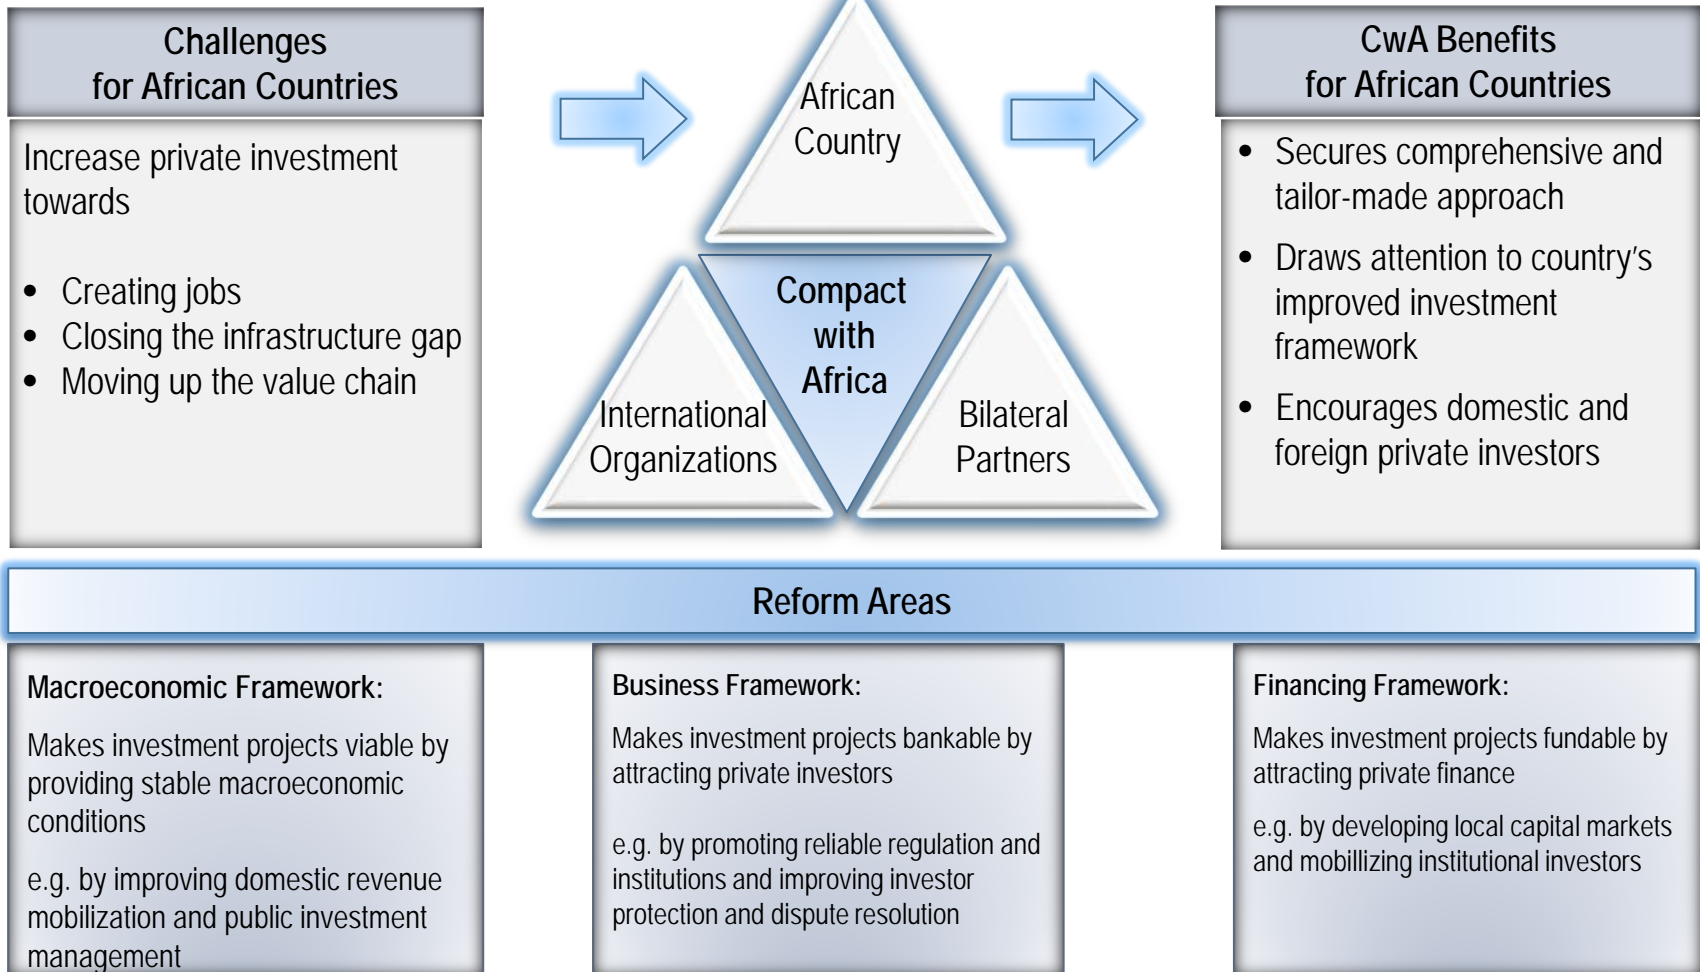 Challenges
for African Countries
Increase private investment
towards
• Creating jobs
• Closing the infrastructure gap
• Moving up the value chain
African
Country
Compact
with
Africa
International
Organizations
Bilateral
Partners
CwA Benefits
for African Countries
• Secures comprehensive and
tailor-made approach
• Draws attention to country’s
improved investment
framework
• Encourages domestic and
foreign private investors
Reform Areas
Macroeconomic Framework:
Makes investment projects viable by
providing stable macroeconomic
conditions
e.g. by improving domestic revenue
mobilization and public investment
management
Business Framework:
Makes investment projects bankable by
attracting private investors
e.g. by promoting reliable regulation and
institutions and improving investor
protection and dispute resolution
Financing Framework:
Makes investment projects fundable by
attracting private finance
e.g. by developing local capital markets
and mobillizing institutional investors